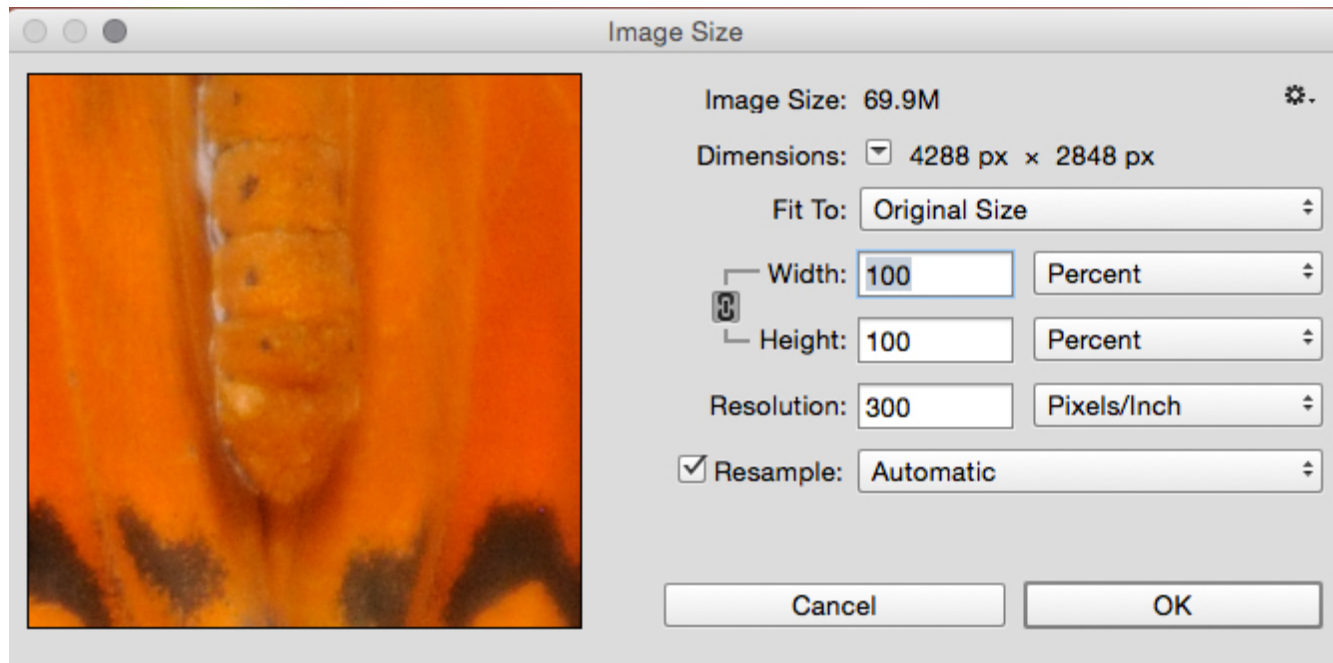 Image Size
Image Size: 69.9M
Dimensions: 4288 px × 2848 px
Fit To: Original Size
Width: 100 Percent
Height: 100 Percent
Resolution: 300 Pixels/Inch
Resample: Automatic
Cancel OK